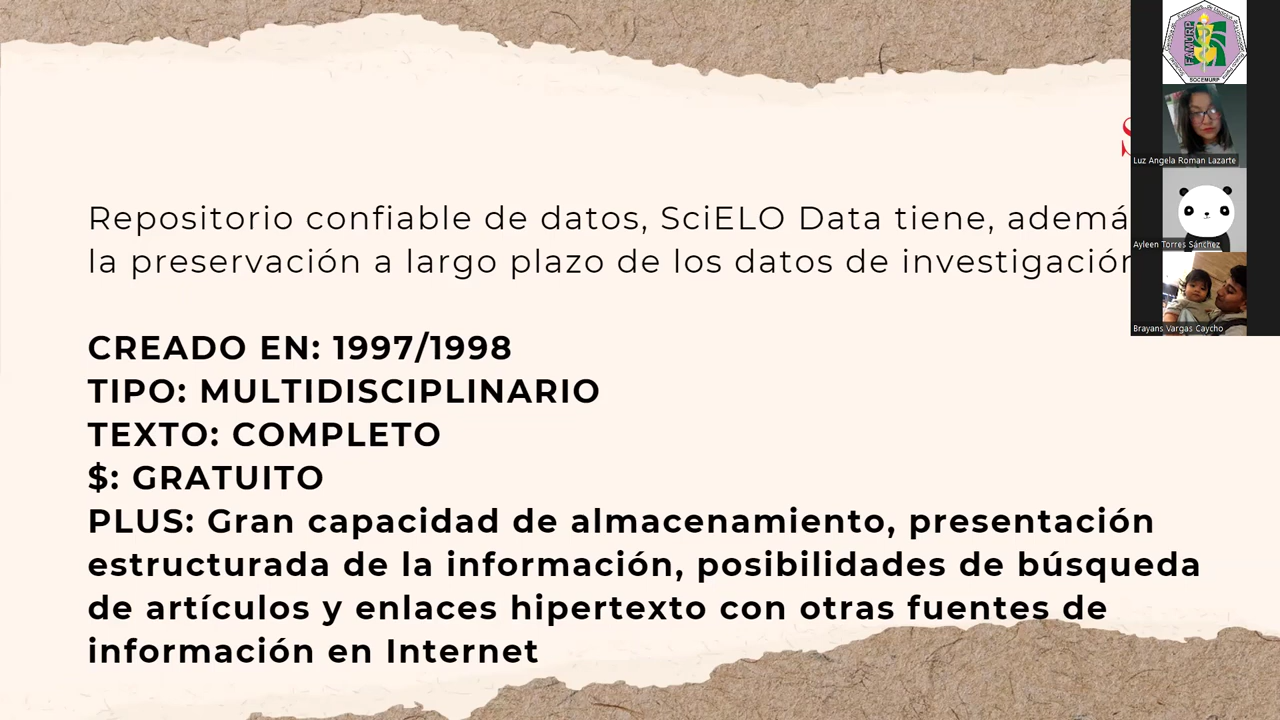 FAMURP
SOCEMURP
S
Luz Angela Roman Lazarte
Ayleen Torres Sánchez
Brayans Vargas Caycho
Repositorio confiable de datos, SciELO Data tiene, ademá
la preservación a largo plazo de los datos de investigación
CREADO EN: 1997/1998
TIPO: MULTIDISCIPLINARIO
TEXTO: COMPLETO
$: GRATUITO
PLUS: Gran capacidad de almacenamiento, presentación
estructurada de la información, posibilidades de búsqueda
de artículos y enlaces hipertexto con otras fuentes de
información en Internet